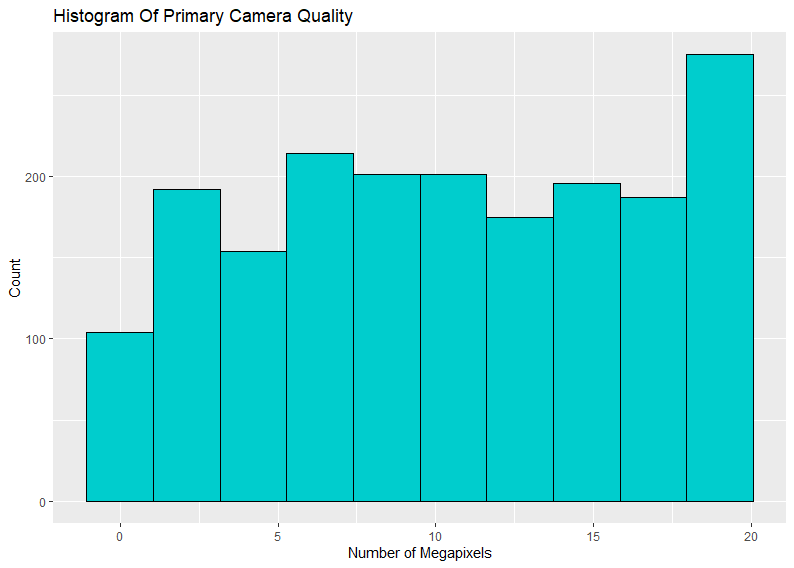 Histogram Of Primary Camera Quality
Count
200
100
0
0 5 10 15 20
Number of Megapixels